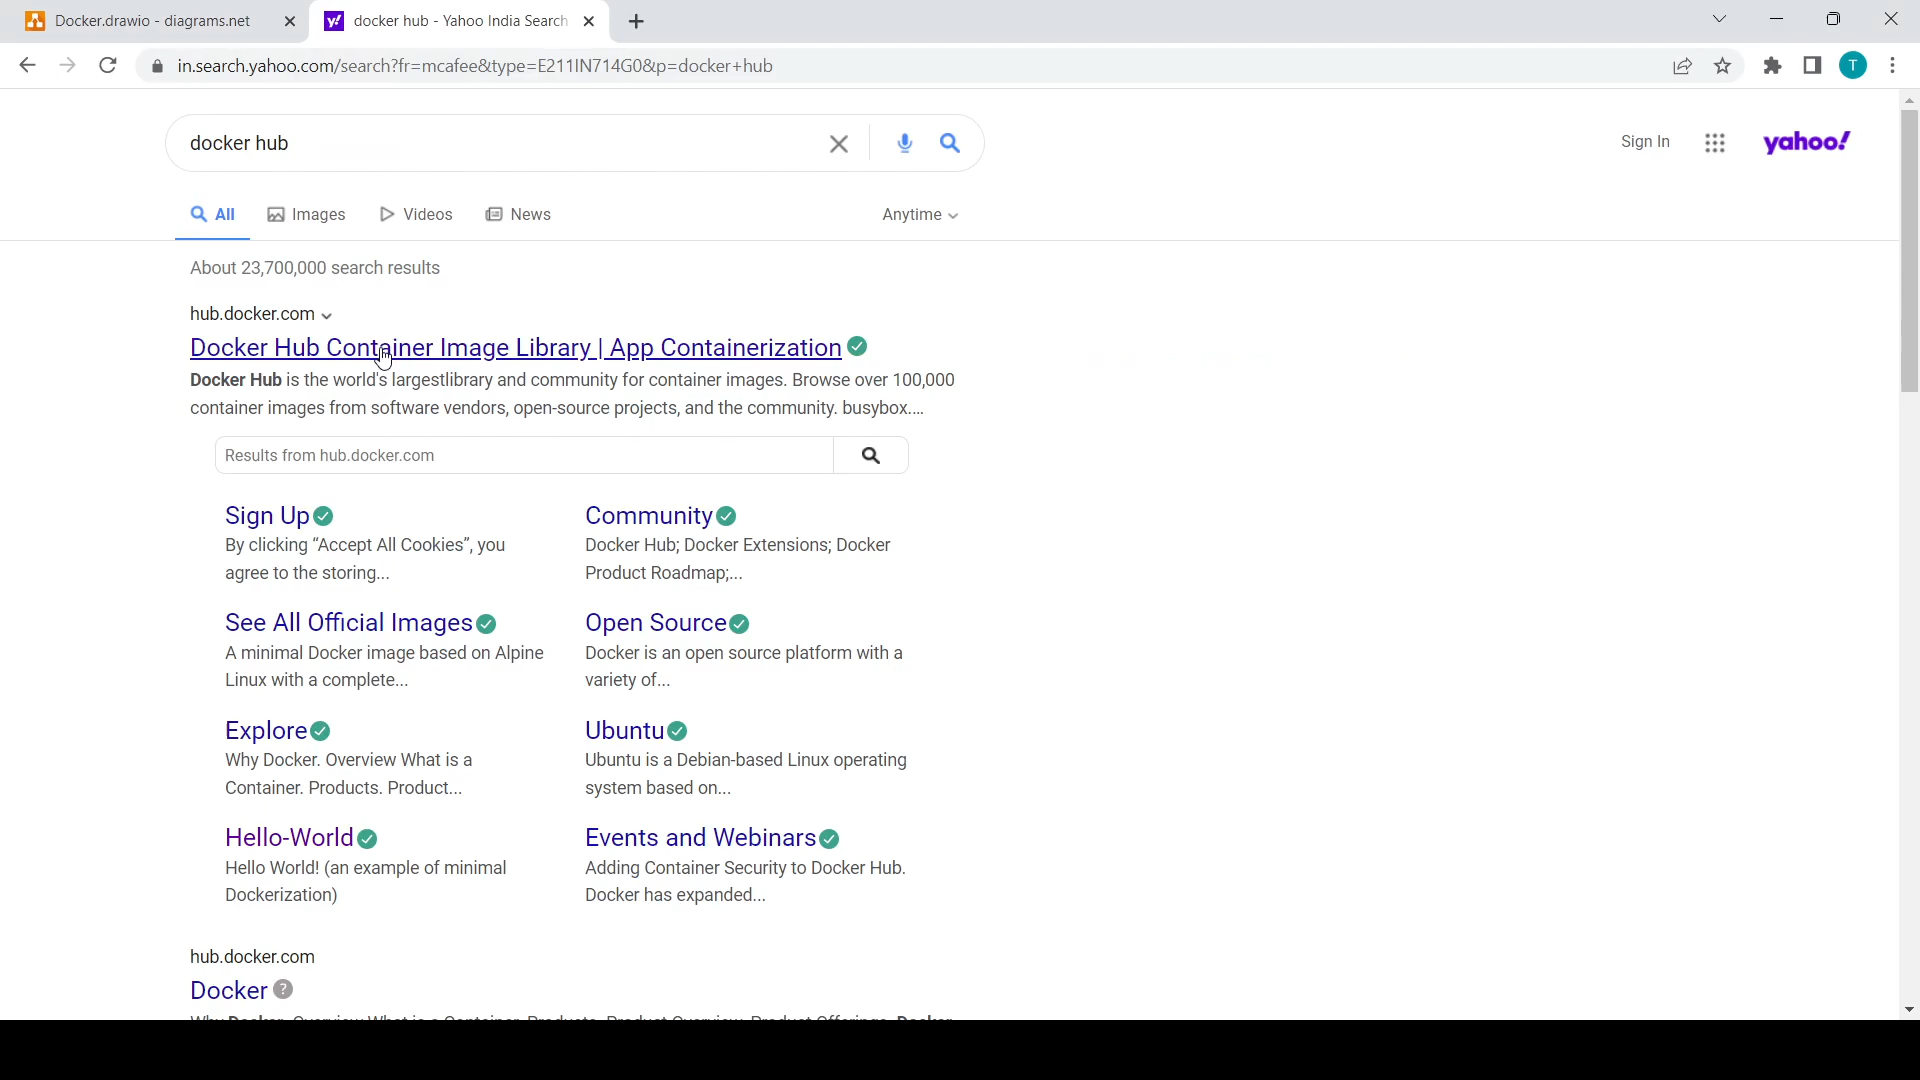 Docker.drawio - diagrams.net
docker hub - Yahoo India Search
in.search.yahoo.com/search?fr=mcafee&type=E211IN714G0&p=docker+hub
T
docker hub
Sign In
yahoo!
All
Images
Videos
News
Anytime
About 23,700,000 search results
hub.docker.com
Docker Hub Container Image Library | App Containerization
Docker Hub is the world's largestlibrary and community for container images. Browse over 100,000
container images from software vendors, open-source projects, and the community. busybox....
Results from hub.docker.com
Sign Up
By clicking “Accept All Cookies”, you
agree to the storing...
Community
Docker Hub; Docker Extensions; Docker
Product Roadmap;...
See All Official Images
A minimal Docker image based on Alpine
Linux with a complete...
Open Source
Docker is an open source platform with a
variety of...
Explore
Why Docker. Overview What is a
Container. Products. Product...
Ubuntu
Ubuntu is a Debian-based Linux operating
system based on...
Hello-World
Hello World! (an example of minimal
Dockerization)
Events and Webinars
Adding Container Security to Docker Hub.
Docker has expanded...
hub.docker.com
Docker
Why Docker. Overview What is a Container. Products. Product Overview. Product Offerings. Docker